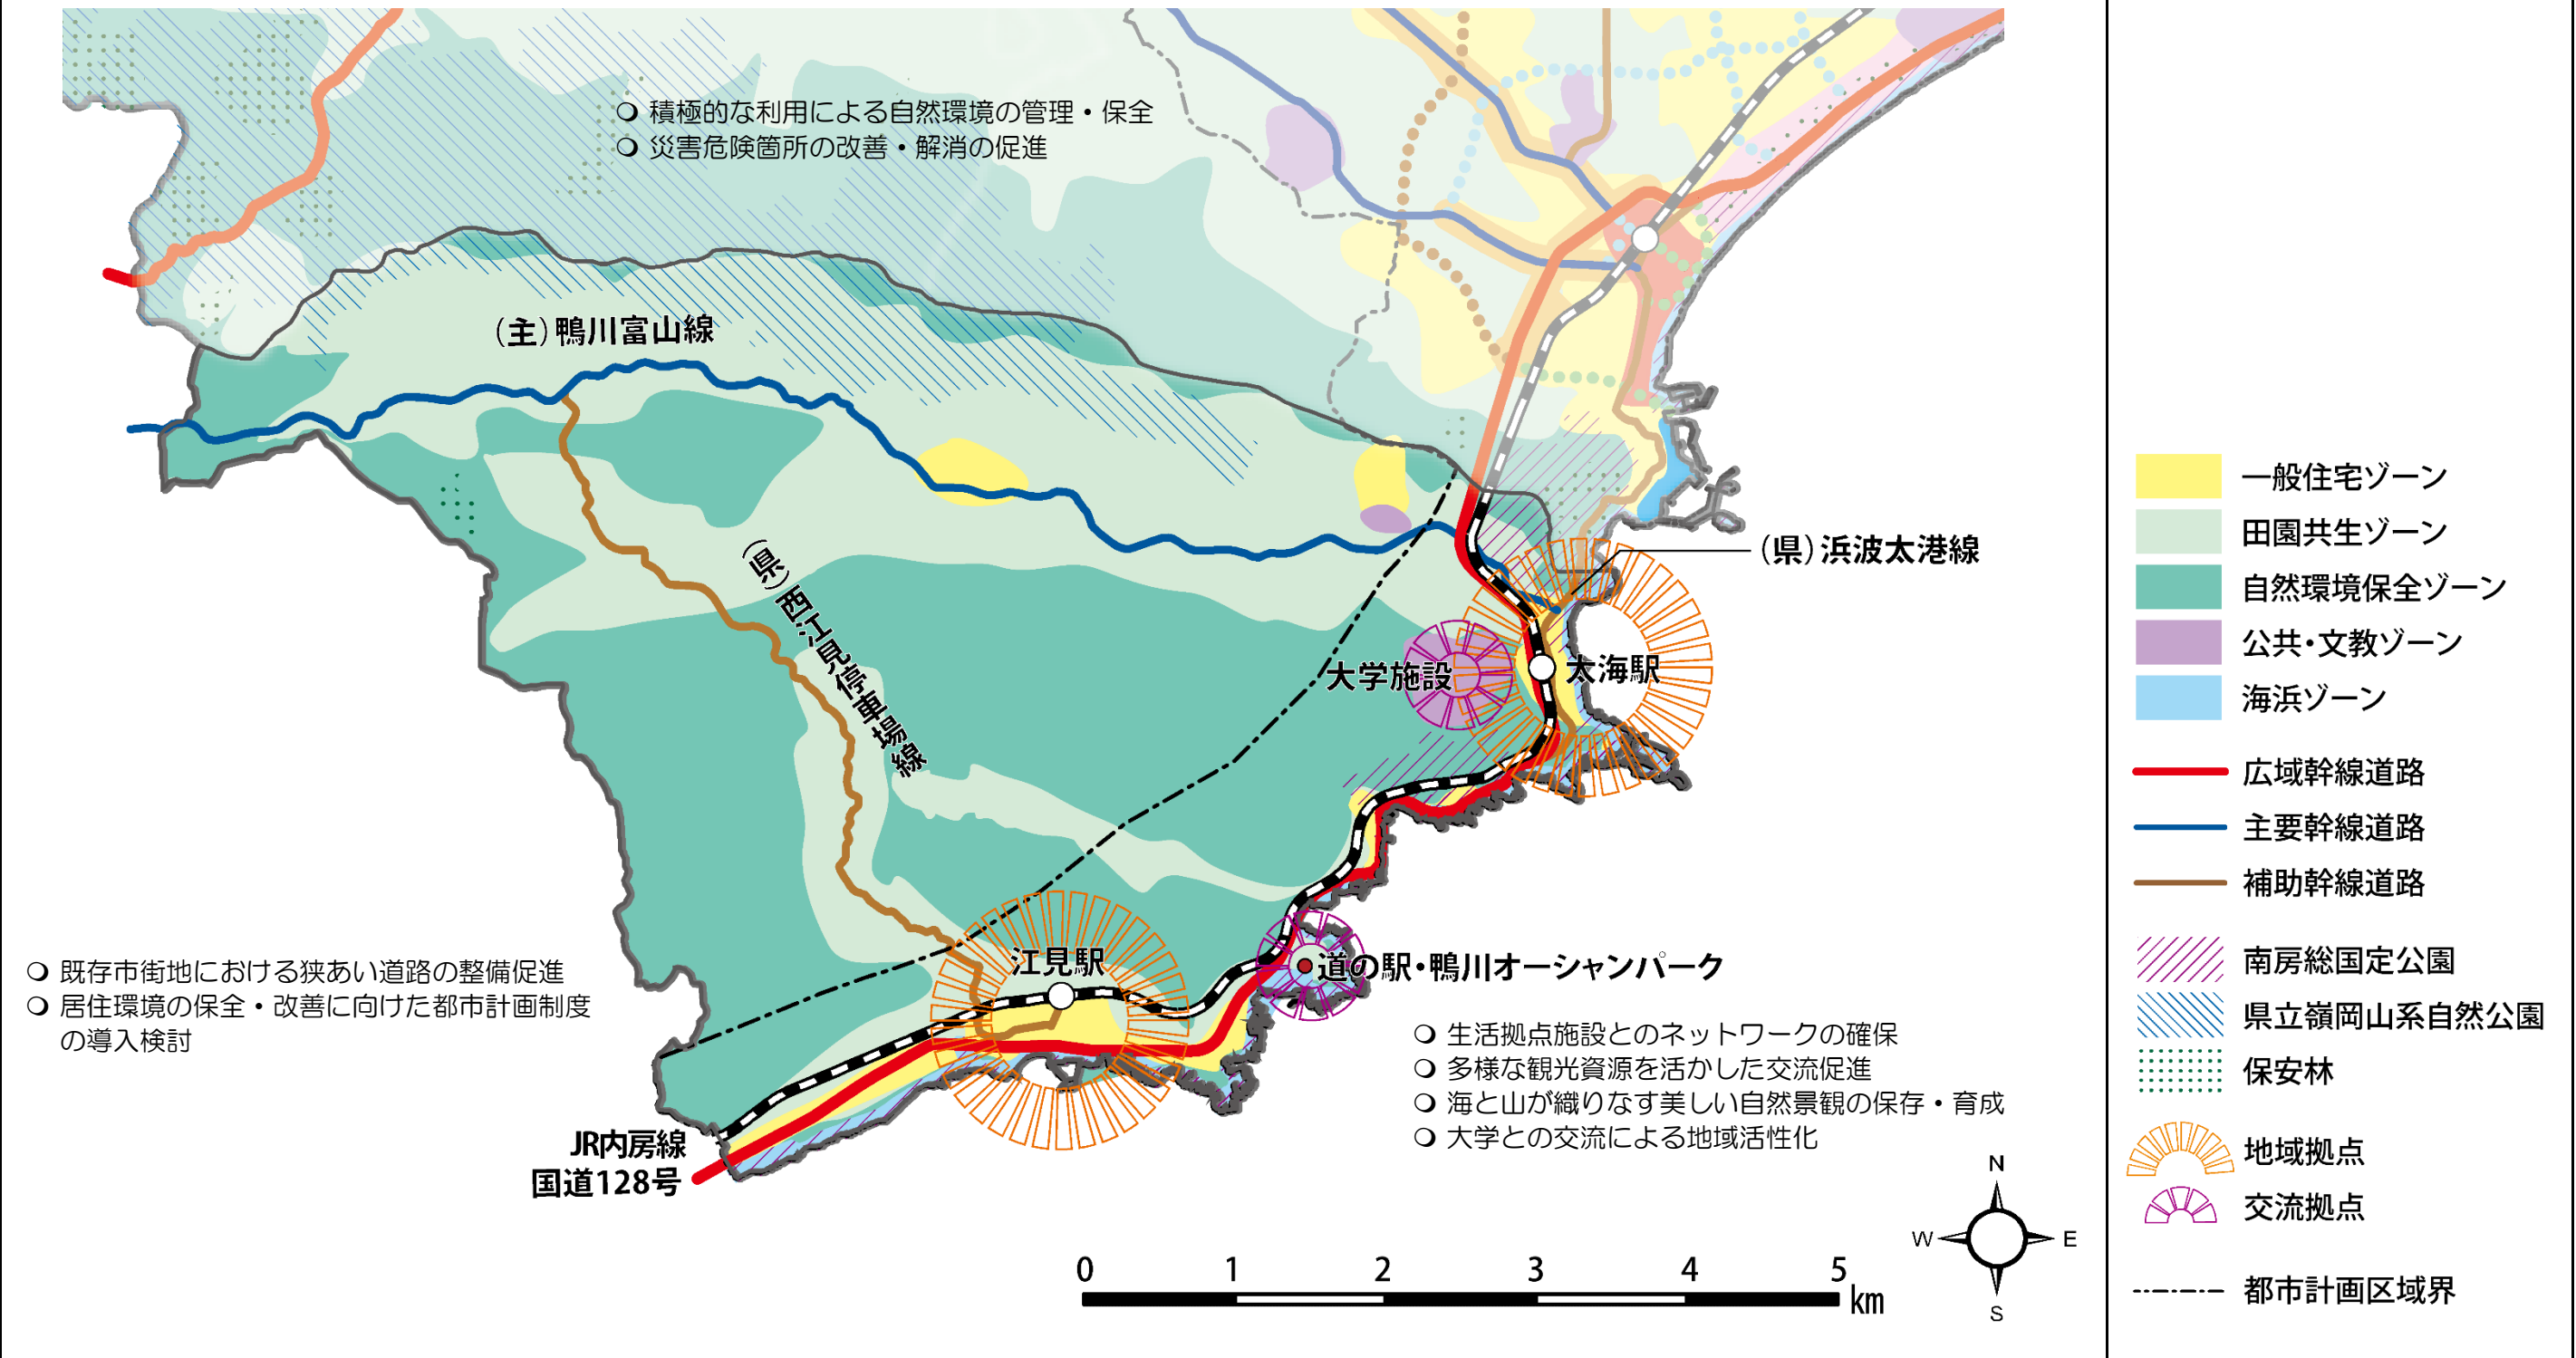 ○ 積極的な利用による自然環境の管理・保全
○ 災害危険箇所の改善・解消の促進
(主)鴨川富山線
(県)西江見停車場線
(県)浜波太港線
大学施設
太海駅
江見駅
道の駅・鴨川オーシャンパーク
○ 既存市街地における狭あい道路の整備促進
○ 居住環境の保全・改善に向けた都市計画制度
の導入検討
○ 生活拠点施設とのネットワークの確保
○ 多様な観光資源を活かした交流促進
○ 海と山が織りなす美しい自然景観の保存・育成
○ 大学との交流による地域活性化
JR内房線
国道128号
0 1 2 3 4 5
km
N
W E
S
一般住宅ゾーン
田園共生ゾーン
自然環境保全ゾーン
公共・文教ゾーン
海浜ゾーン
広域幹線道路
主要幹線道路
補助幹線道路
南房総国定公園
県立嶺岡山系自然公園
保安林
地域拠点
交流拠点
都市計画区域界